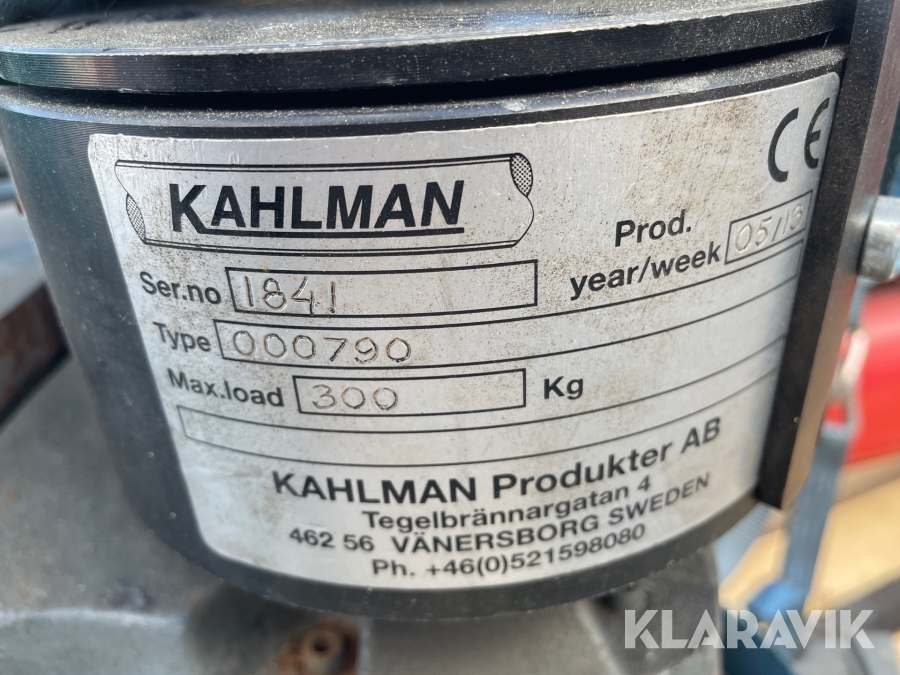 KAHLMAN
CE
Prod.
year/week 05/13
Ser.no 1841
Type 000790
Max.load 300 Kg
KAHLMAN Produkter AB
Tegelbrännargatan 4
462 56 VÄNERSBORG SWEDEN
Ph. +46(0)521598080
KLARAVIK